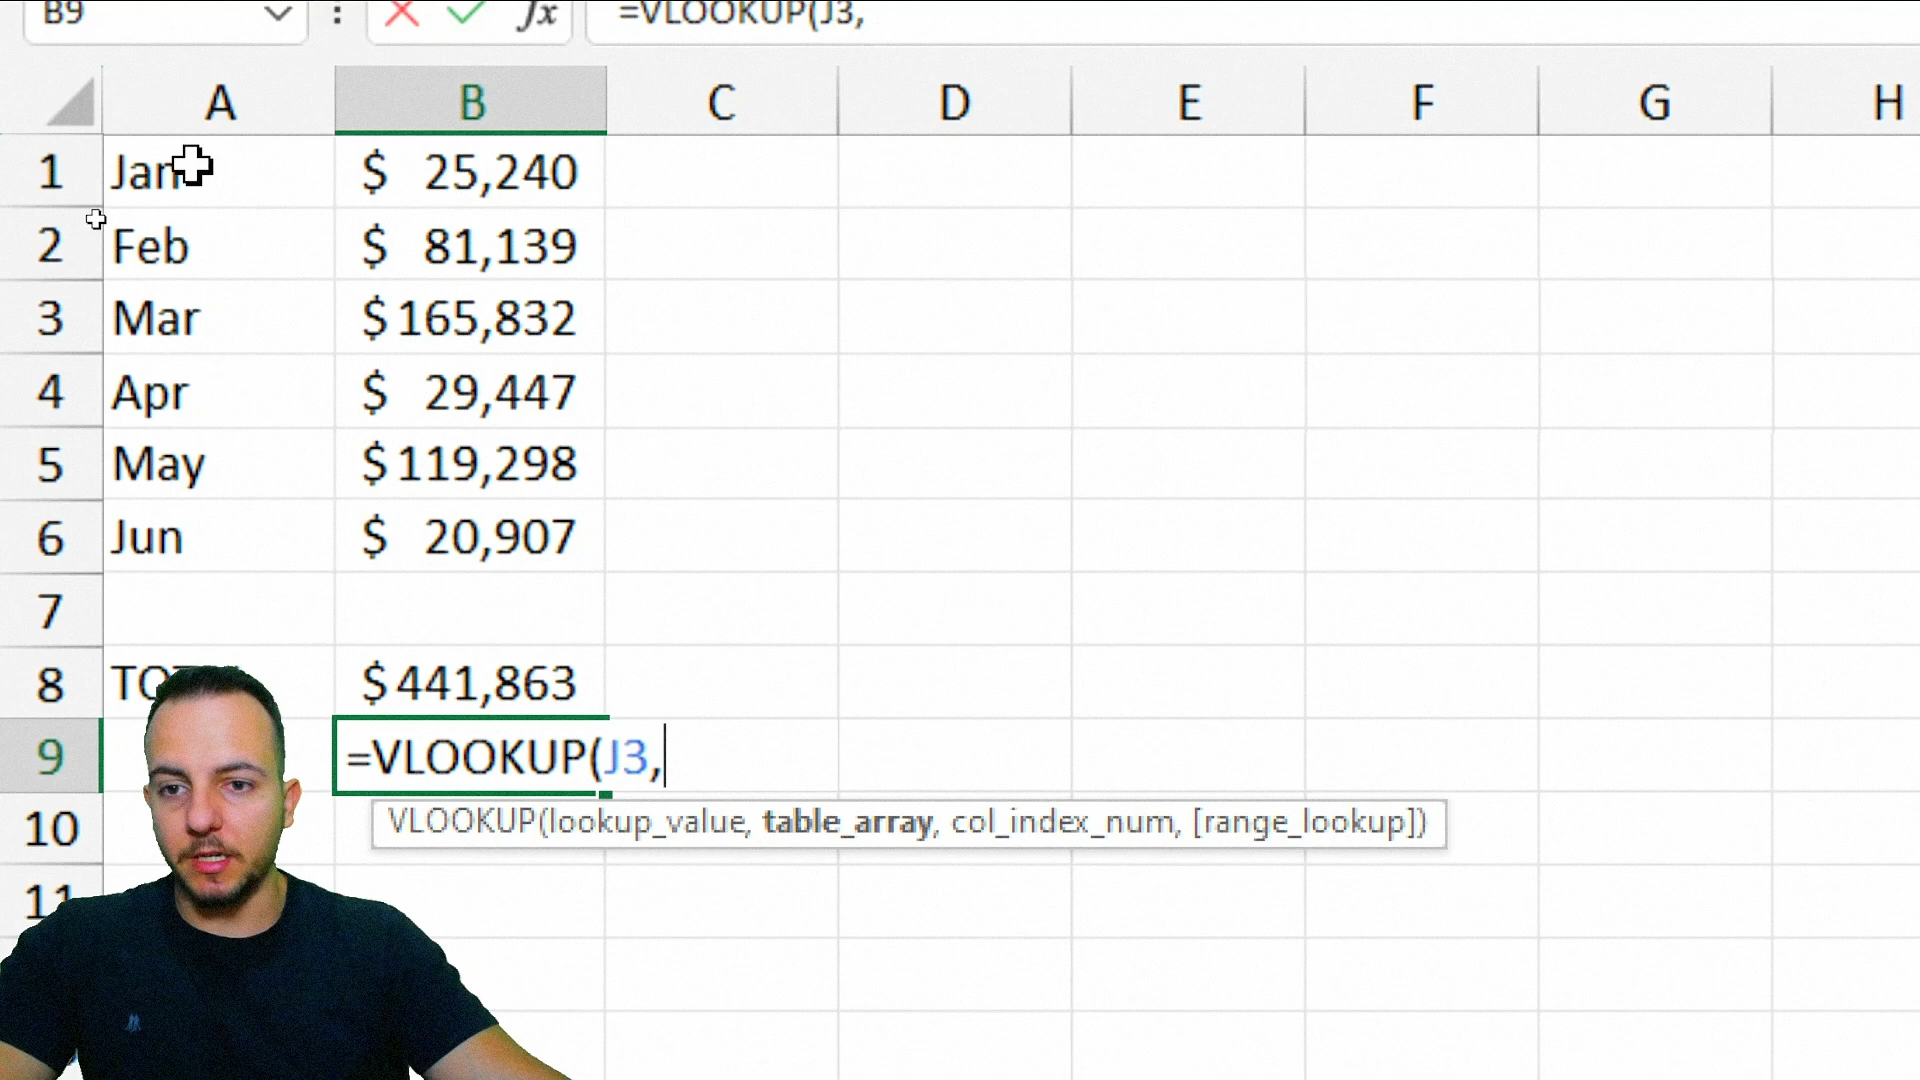 B9 fx =VLOOKUP(J3,
A B C D E F G H
1 Jan $ 25,240
2 Feb $ 81,139
3 Mar $ 165,832
4 Apr $ 29,447
5 May $ 119,298
6 Jun $ 20,907
7
8 $ 441,863
9 =VLOOKUP(J3,
10 VLOOKUP(lookup_value, table_array, col_index_num, [range_lookup])
11